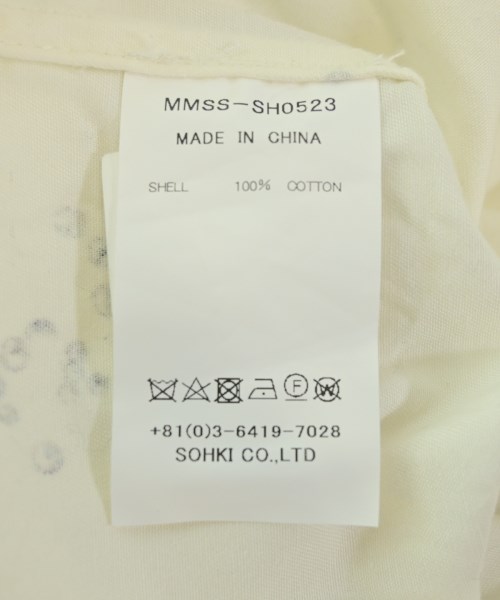 MMSS-SH0523
MADE IN CHINA
SHELL 100% COTTON
F W
+81(0)3-6419-7028
SOHKI CO.,LTD